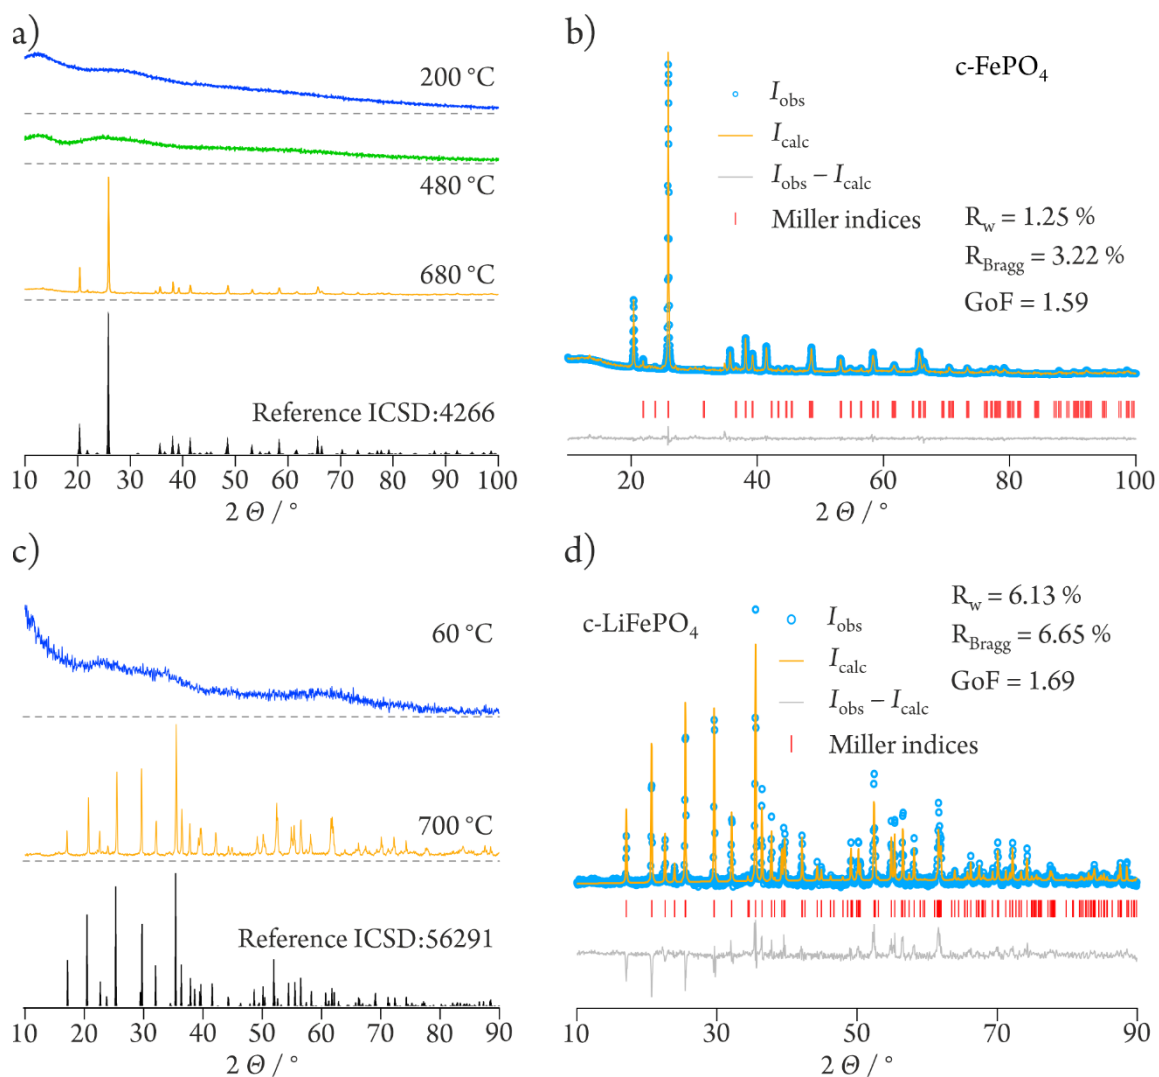 a)
200 °C
480 °C
680 °C
Reference ICSD:4266
10 20 30 40 50 60 70 80 90 100
2 Θ / °
b)
c-FePO4
Iobs
Icalc
Iobs – Icalc
Miller indices
Rw = 1.25 %
RBragg = 3.22 %
GoF = 1.59
20 40 60 80 100
2 Θ / °
c)
60 °C
700 °C
Reference ICSD:56291
10 20 30 40 50 60 70 80 90
2 Θ / °
d)
c-LiFePO4
Iobs
Icalc
Iobs – Icalc
Miller indices
Rw = 6.13 %
RBragg = 6.65 %
GoF = 1.69
10 30 50 70 90
2 Θ / °